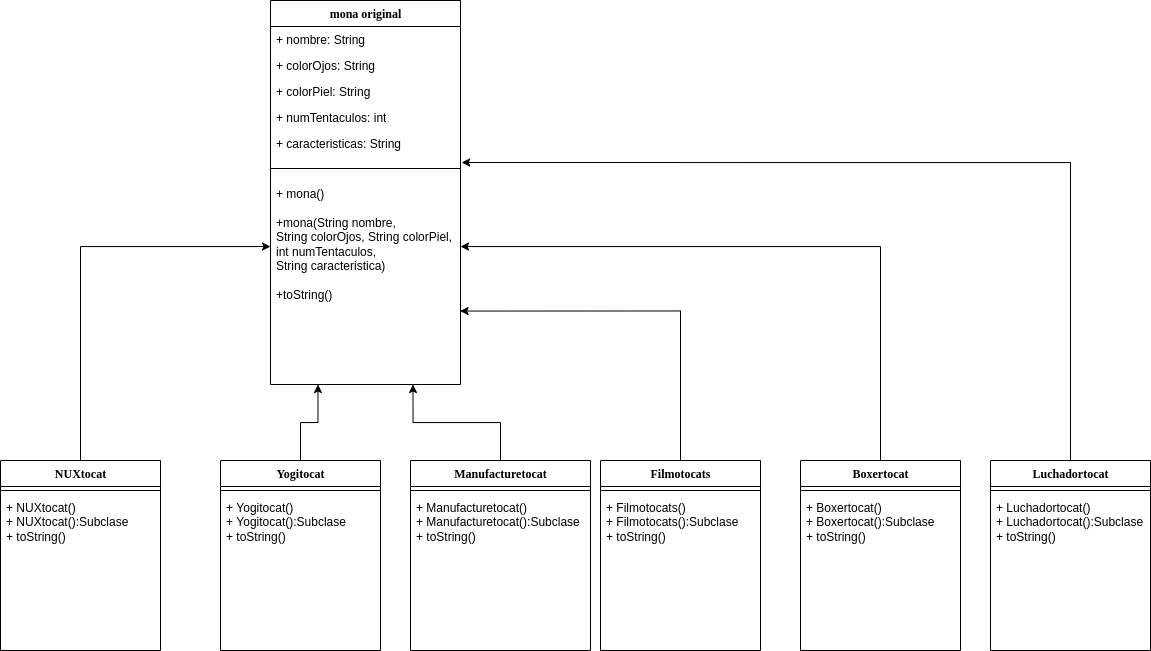 mona original
+ nombre: String
+ colorOjos: String
+ colorPiel: String
+ numTentaculos: int
+ caracteristicas: String
+ mona()
+mona(String nombre,
String colorOjos, String colorPiel,
int numTentaculos,
String caracteristica)
+toString()
NUXtocat
+ NUXtocat()
+ NUXtocat():Subclase
+ toString()
Yogitocat
+ Yogitocat()
+ Yogitocat():Subclase
+ toString()
Manufacturetocat
+ Manufacturetocat()
+ Manufacturetocat():Subclase
+ toString()
Filmotocats
+ Filmotocats()
+ Filmotocats():Subclase
+ toString()
Boxertocat
+ Boxertocat()
+ Boxertocat():Subclase
+ toString()
Luchadortocat
+ Luchadortocat()
+ Luchadortocat():Subclase
+ toString()